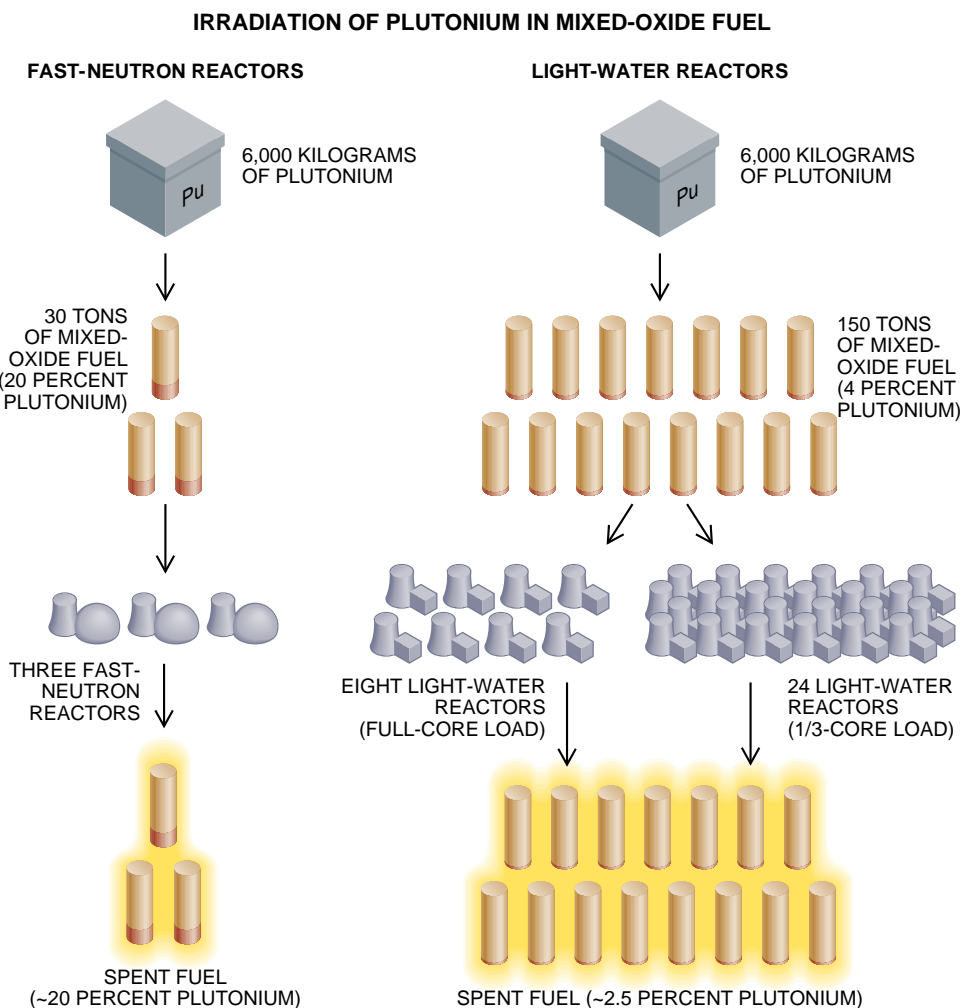 IRRADIATION OF PLUTONIUM IN MIXED-OXIDE FUEL
FAST-NEUTRON REACTORS
Pu
6,000 KILOGRAMS
OF PLUTONIUM
30 TONS
OF MIXED-
OXIDE FUEL
(20 PERCENT
PLUTONIUM)
THREE FAST-
NEUTRON
REACTORS
SPENT FUEL
(~20 PERCENT PLUTONIUM)
LIGHT-WATER REACTORS
Pu
6,000 KILOGRAMS
OF PLUTONIUM
150 TONS
OF MIXED-
OXIDE FUEL
(4 PERCENT
PLUTONIUM)
EIGHT LIGHT-WATER
REACTORS
(FULL-CORE LOAD)
24 LIGHT-WATER
REACTORS
(1/3-CORE LOAD)
SPENT FUEL (~2.5 PERCENT PLUTONIUM)